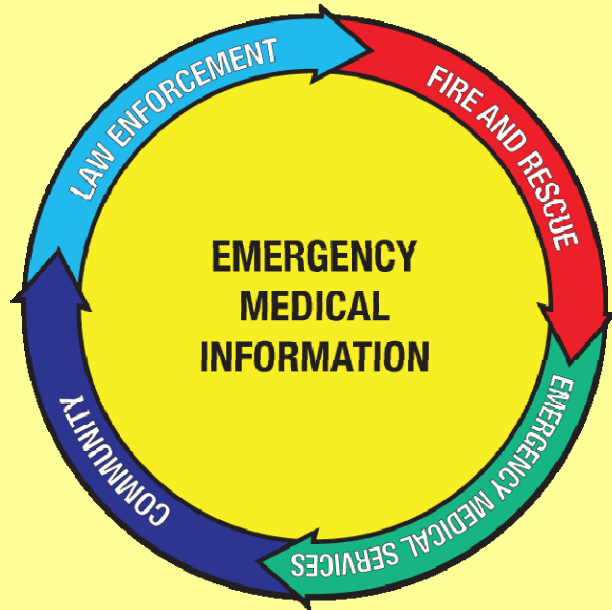 LAW ENFORCEMENT
FIRE AND RESCUE
EMERGENCY
MEDICAL
INFORMATION
COMMUNITY
EMERGENCY MEDICAL SERVICES